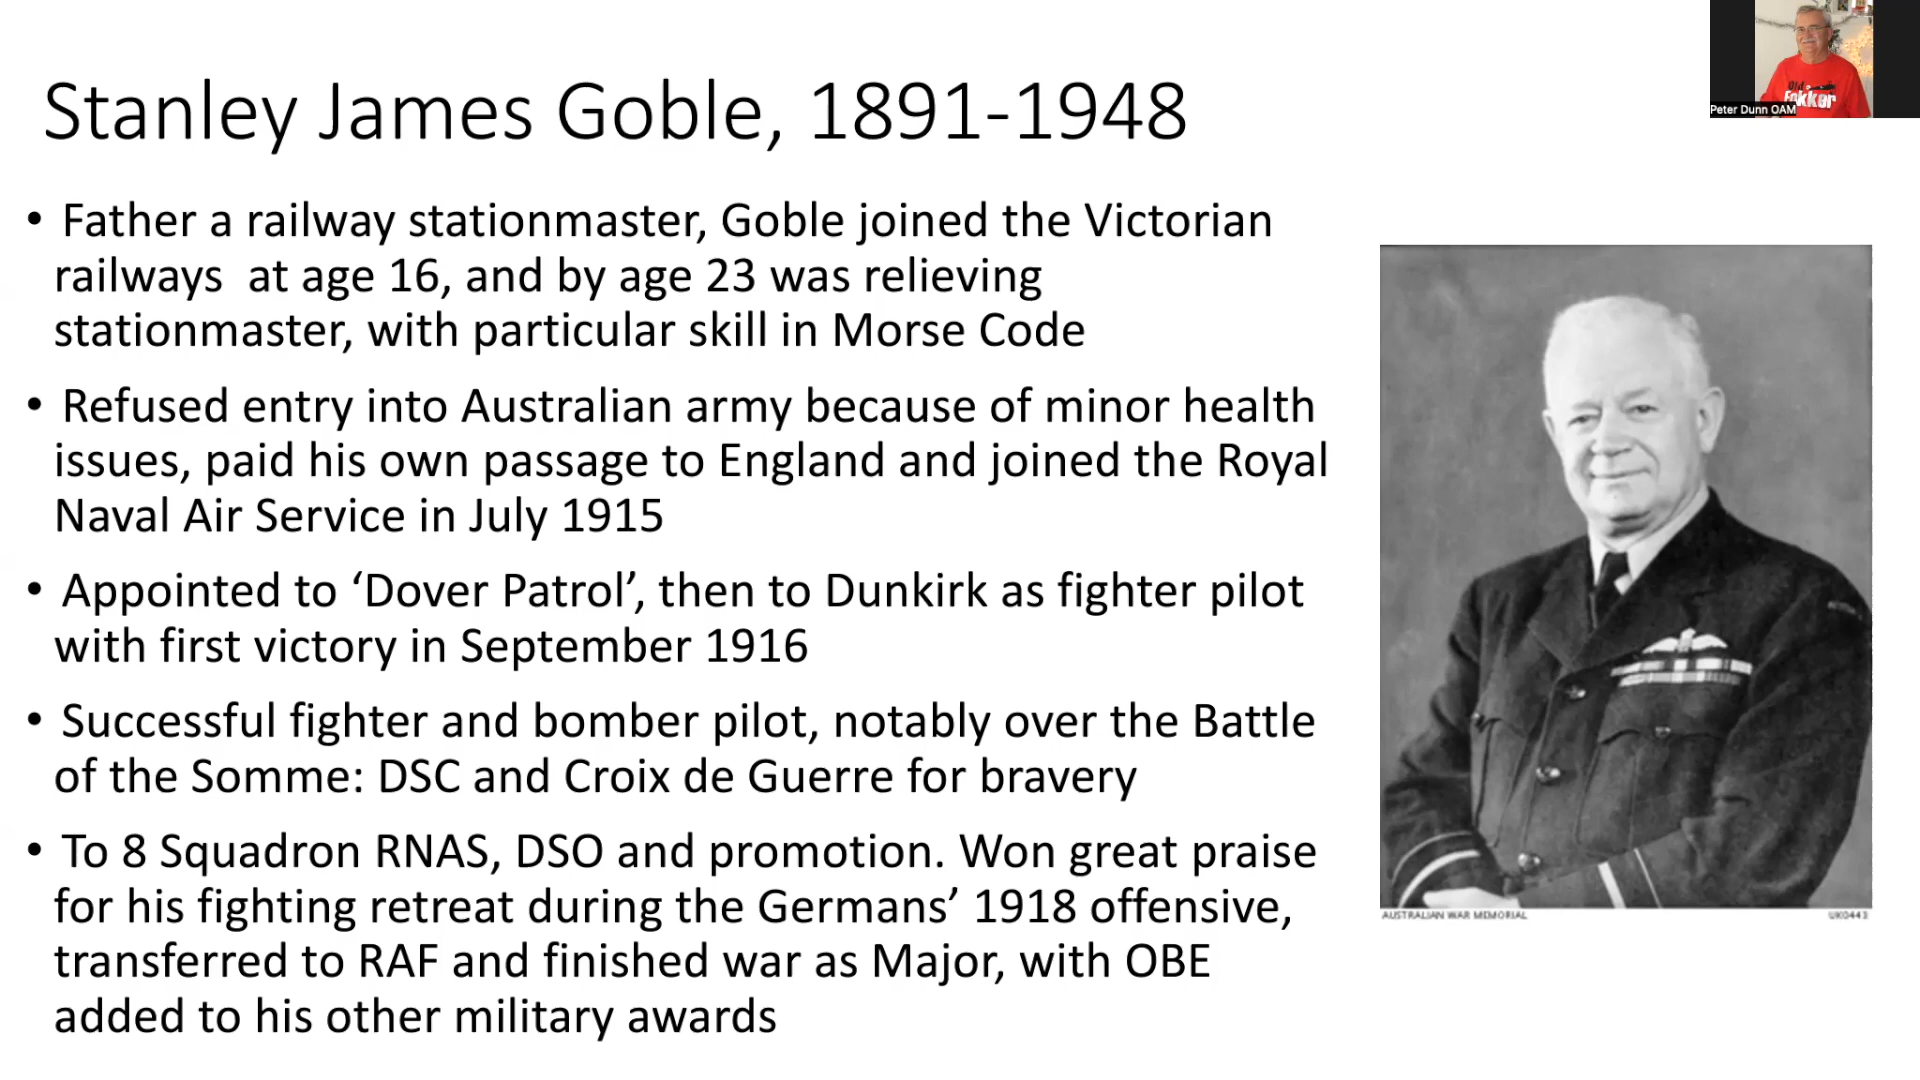 Stanley James Goble, 1891-1948
• Father a railway stationmaster, Goble joined the Victorian
railways at age 16, and by age 23 was relieving
stationmaster, with particular skill in Morse Code
• Refused entry into Australian army because of minor health
issues, paid his own passage to England and joined the Royal
Naval Air Service in July 1915
• Appointed to ‘Dover Patrol’, then to Dunkirk as fighter pilot
with first victory in September 1916
• Successful fighter and bomber pilot, notably over the Battle
of the Somme: DSC and Croix de Guerre for bravery
• To 8 Squadron RNAS, DSO and promotion. Won great praise
for his fighting retreat during the Germans’ 1918 offensive,
transferred to RAF and finished war as Major, with OBE
added to his other military awards
Old
Fokker
Peter Dunn OAM
AUSTRALIAN WAR MEMORIAL
UK0443